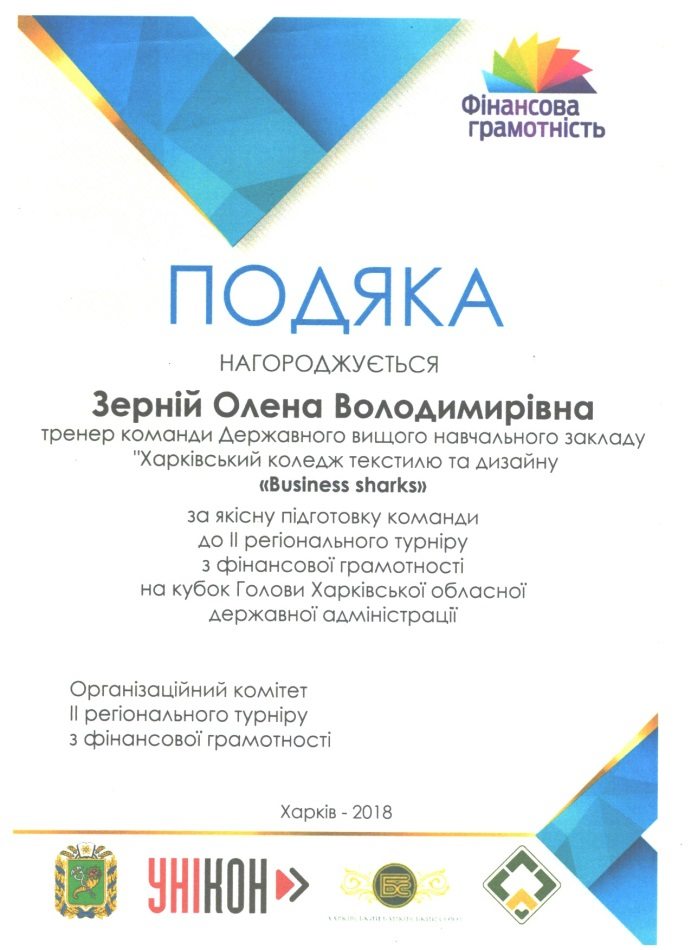 Фінансова
грамотність
ПОДЯКА
НАГОРОДЖУЄТЬСЯ
Зерній Олена Володимирівна
тренер команди Державного вищого навчального закладу
"Харківський коледж текстилю та дизайну
«Business sharks»
за якісну підготовку команди
до ІІ регіонального турніру
з фінансової грамотності
на кубок Голови Харківської обласної
державної адміністрації
Організаційний комітет
ІІ регіонального турніру
з фінансової грамотності
Харків - 2018
УНІКОН